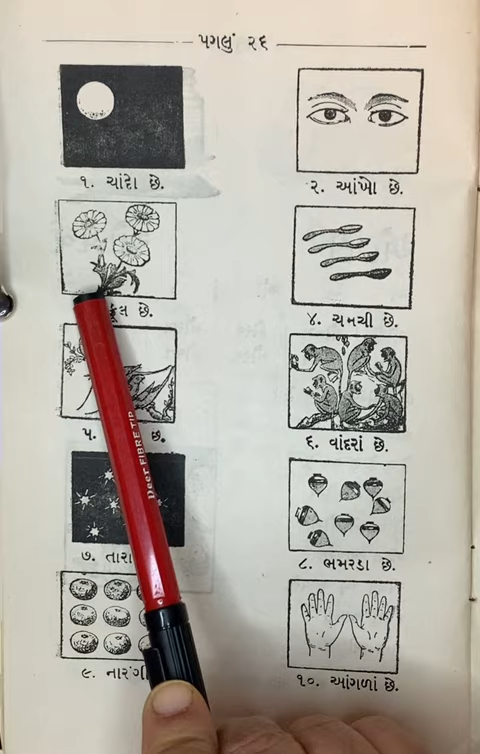 પગલું ૨૬
૧. ચાંદો છે.
૨. આંખો છે.
ફૂલ છે.
૪. ચમચી છે.
૫. છે.
૬. વાંદરાં છે.
૭. તારા
૮. ભમરડા છે.
૯. નારંગી
૧૦. આંગળાં છે.
Deer FIBRE TIP